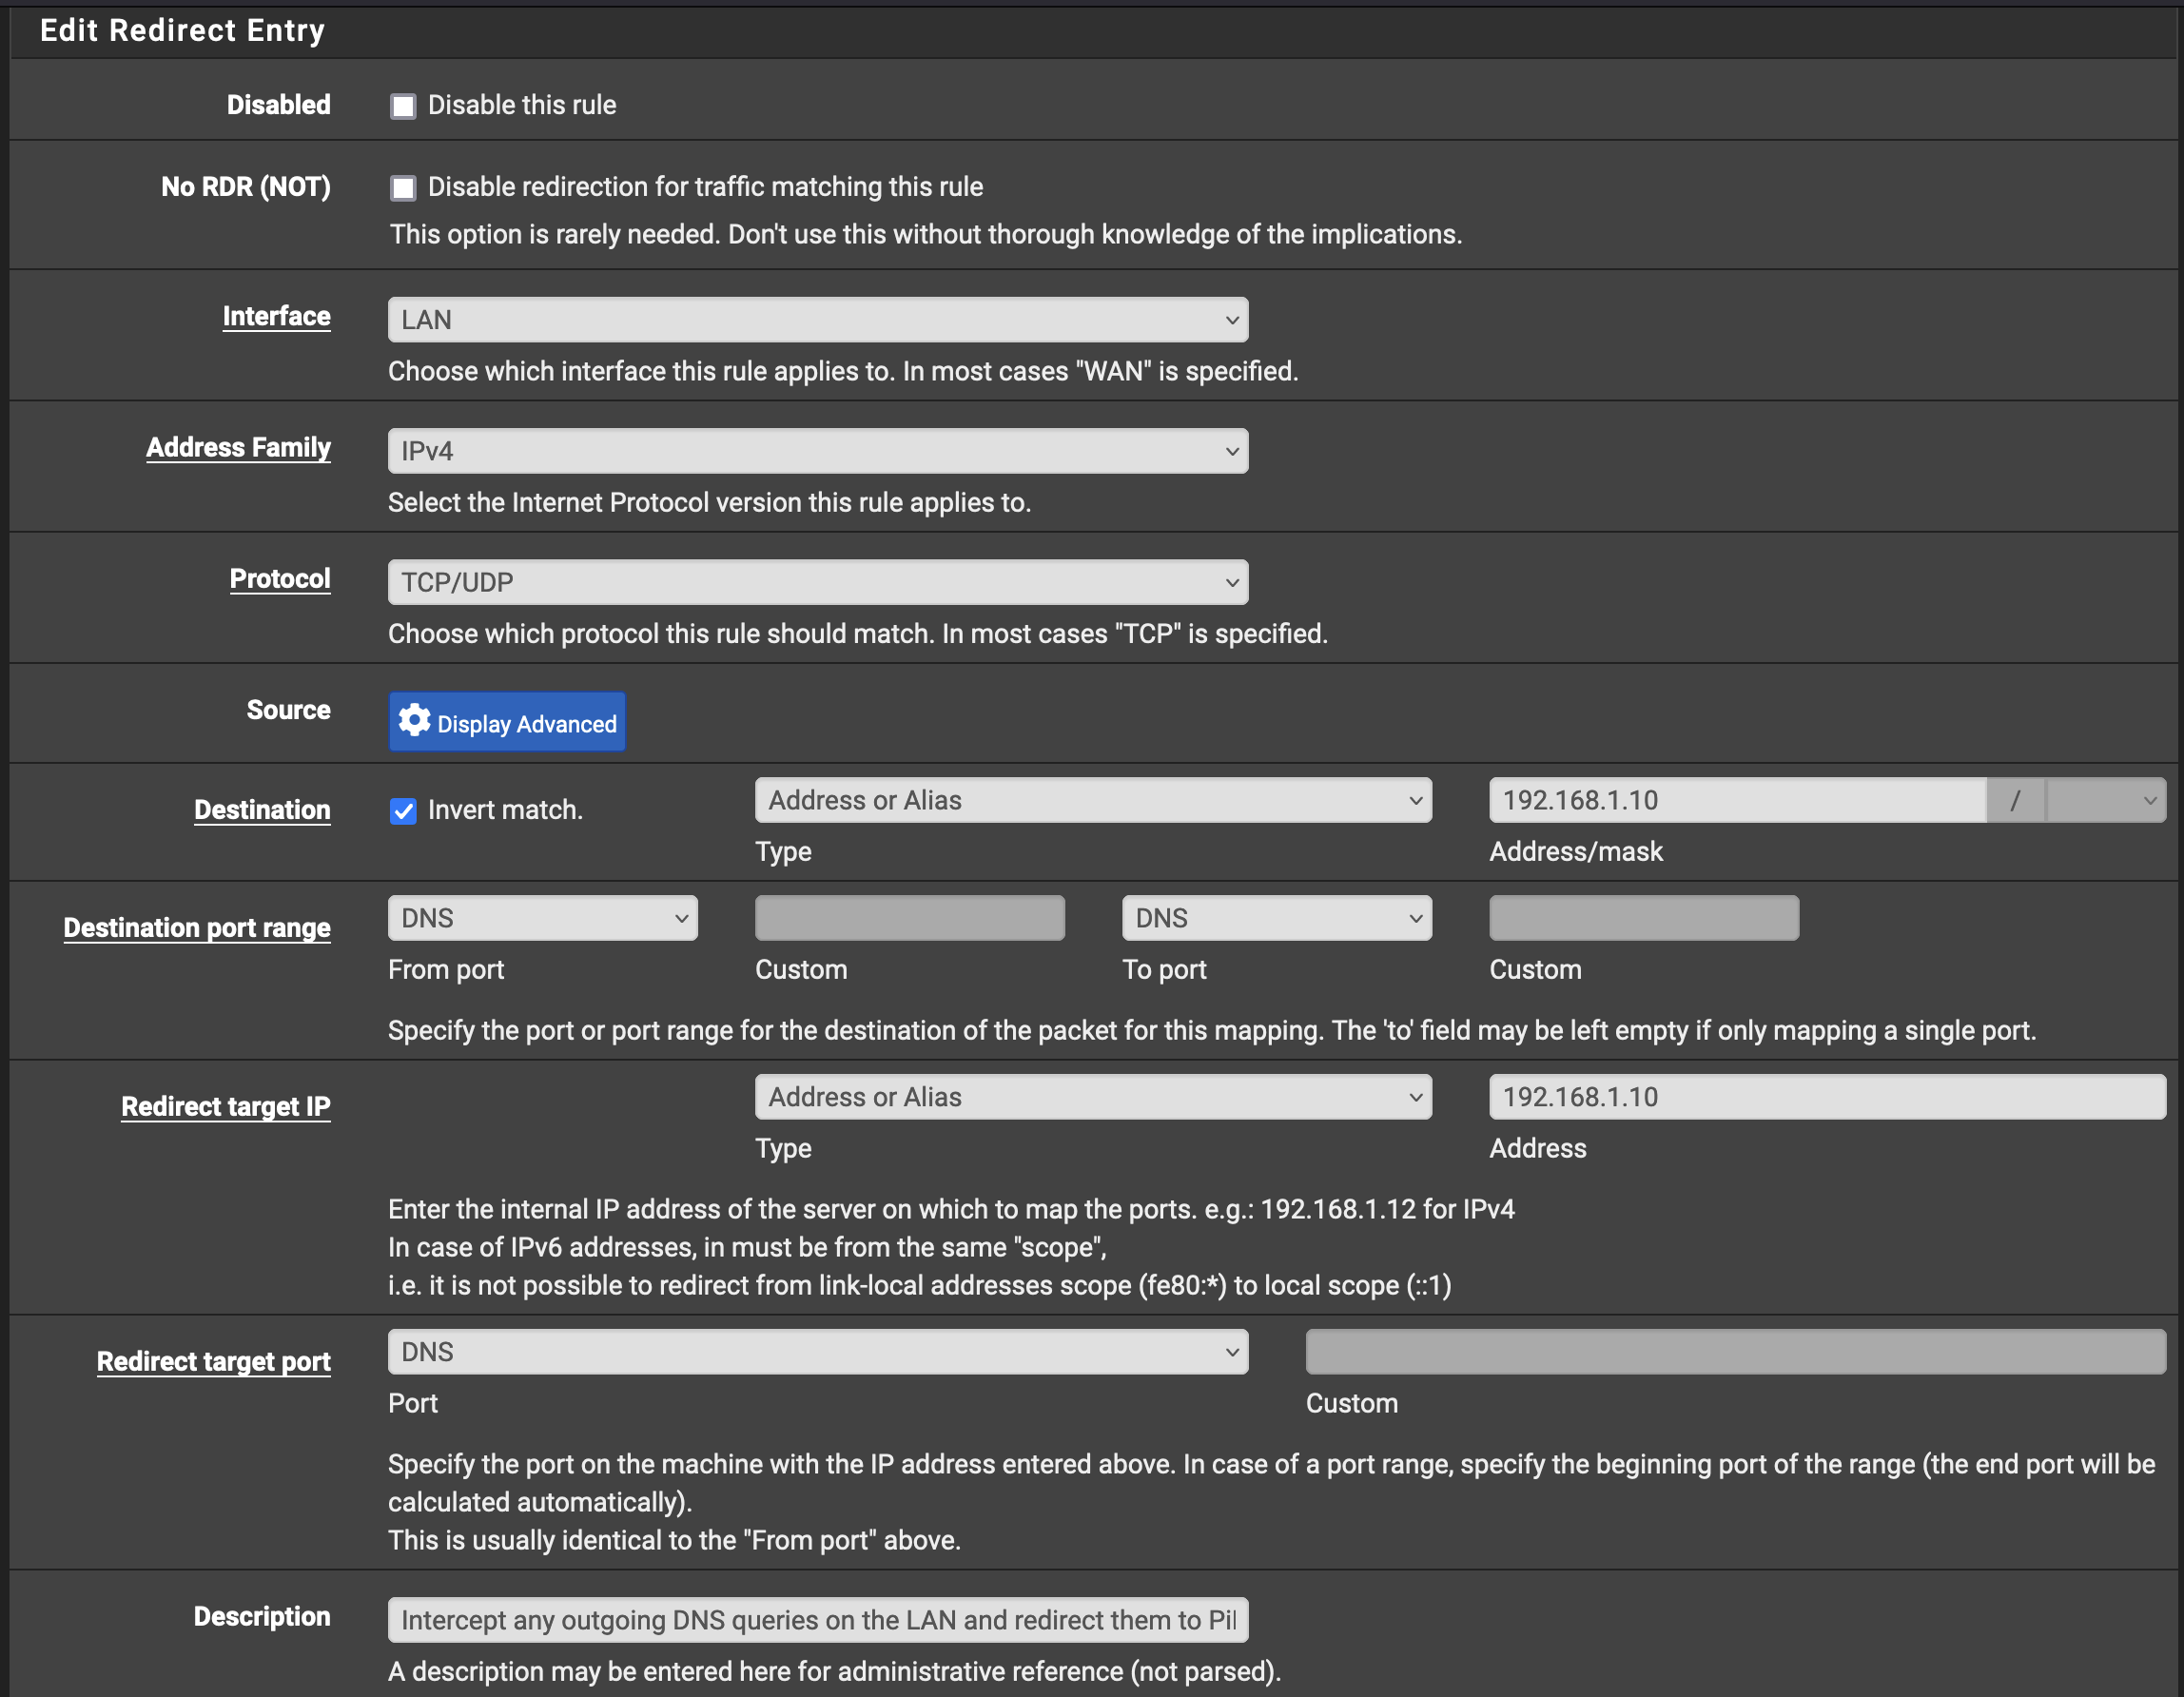 Edit Redirect Entry
Disabled
Disable this rule
No RDR (NOT)
Disable redirection for traffic matching this rule
This option is rarely needed. Don't use this without thorough knowledge of the implications.
Interface
LAN
Choose which interface this rule applies to. In most cases "WAN" is specified.
Address Family
IPv4
Select the Internet Protocol version this rule applies to.
Protocol
TCP/UDP
Choose which protocol this rule should match. In most cases "TCP" is specified.
Source
Display Advanced
Destination
Invert match.
Address or Alias
192.168.1.10
/
Type
Address/mask
Destination port range
DNS
DNS
From port
Custom
To port
Custom
Specify the port or port range for the destination of the packet for this mapping. The 'to' field may be left empty if only mapping a single port.
Redirect target IP
Address or Alias
192.168.1.10
Type
Address
Enter the internal IP address of the server on which to map the ports. e.g.: 192.168.1.12 for IPv4
In case of IPv6 addresses, in must be from the same "scope",
i.e. it is not possible to redirect from link-local addresses scope (fe80:*) to local scope (::1)
Redirect target port
DNS
Port
Custom
Specify the port on the machine with the IP address entered above. In case of a port range, specify the beginning port of the range (the end port will be
calculated automatically).
This is usually identical to the "From port" above.
Description
Intercept any outgoing DNS queries on the LAN and redirect them to
A description may be entered here for administrative reference (not parsed).